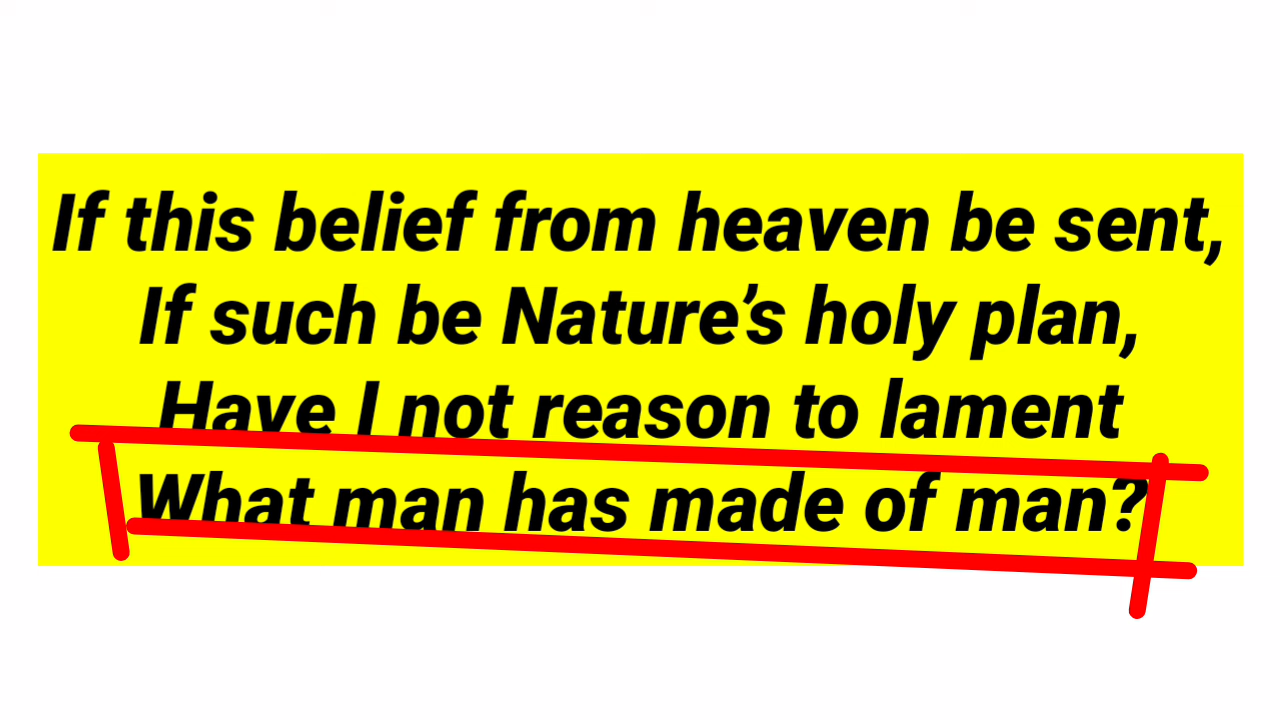 If this belief from heaven be sent,
If such be Nature’s holy plan,
Have I not reason to lament
What man has made of man?